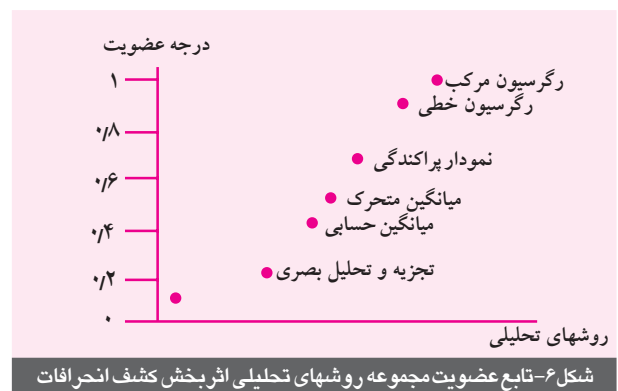 درجه عضویت
۱
رگرسیون مرکب
رگرسیون خطی
۰/۸
نمودار پراکندگی
۰/۶
میانگین متحرک
میانگین حسابی
۰/۴
تجزیه و تحلیل بصری
۰/۲
۰
روشهای تحلیلی
شکل۶-تابع عضویت مجموعه روشهای تحلیلی اثربخش کشف انحرافات